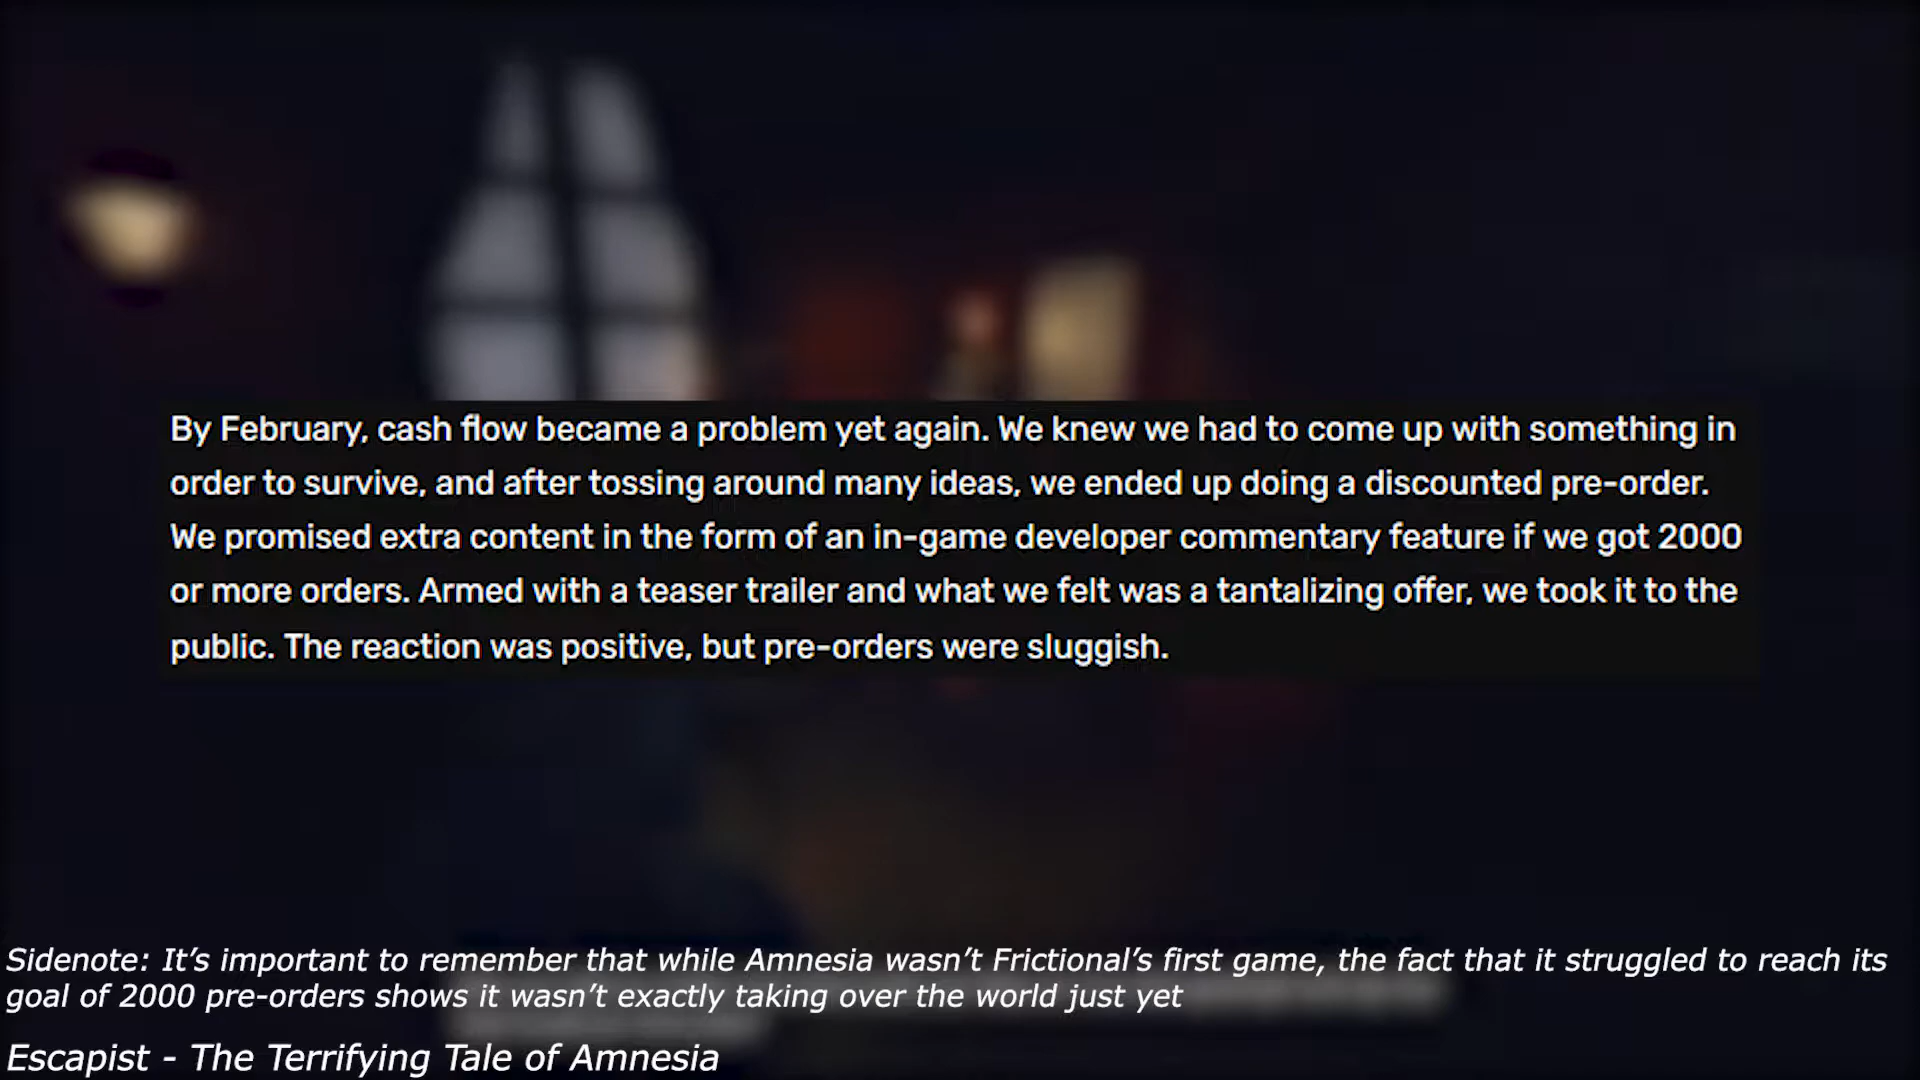 By February, cash flow became a problem yet again. We knew we had to come up with something in
order to survive, and after tossing around many ideas, we ended up doing a discounted pre-order.
We promised extra content in the form of an in-game developer commentary feature if we got 2000
or more orders. Armed with a teaser trailer and what we felt was a tantalizing offer, we took it to the
public. The reaction was positive, but pre-orders were sluggish.
Sidenote: It’s important to remember that while Amnesia wasn’t Frictional’s first game, the fact that it struggled to reach its
goal of 2000 pre-orders shows it wasn’t exactly taking over the world just yet
Escapist - The Terrifying Tale of Amnesia